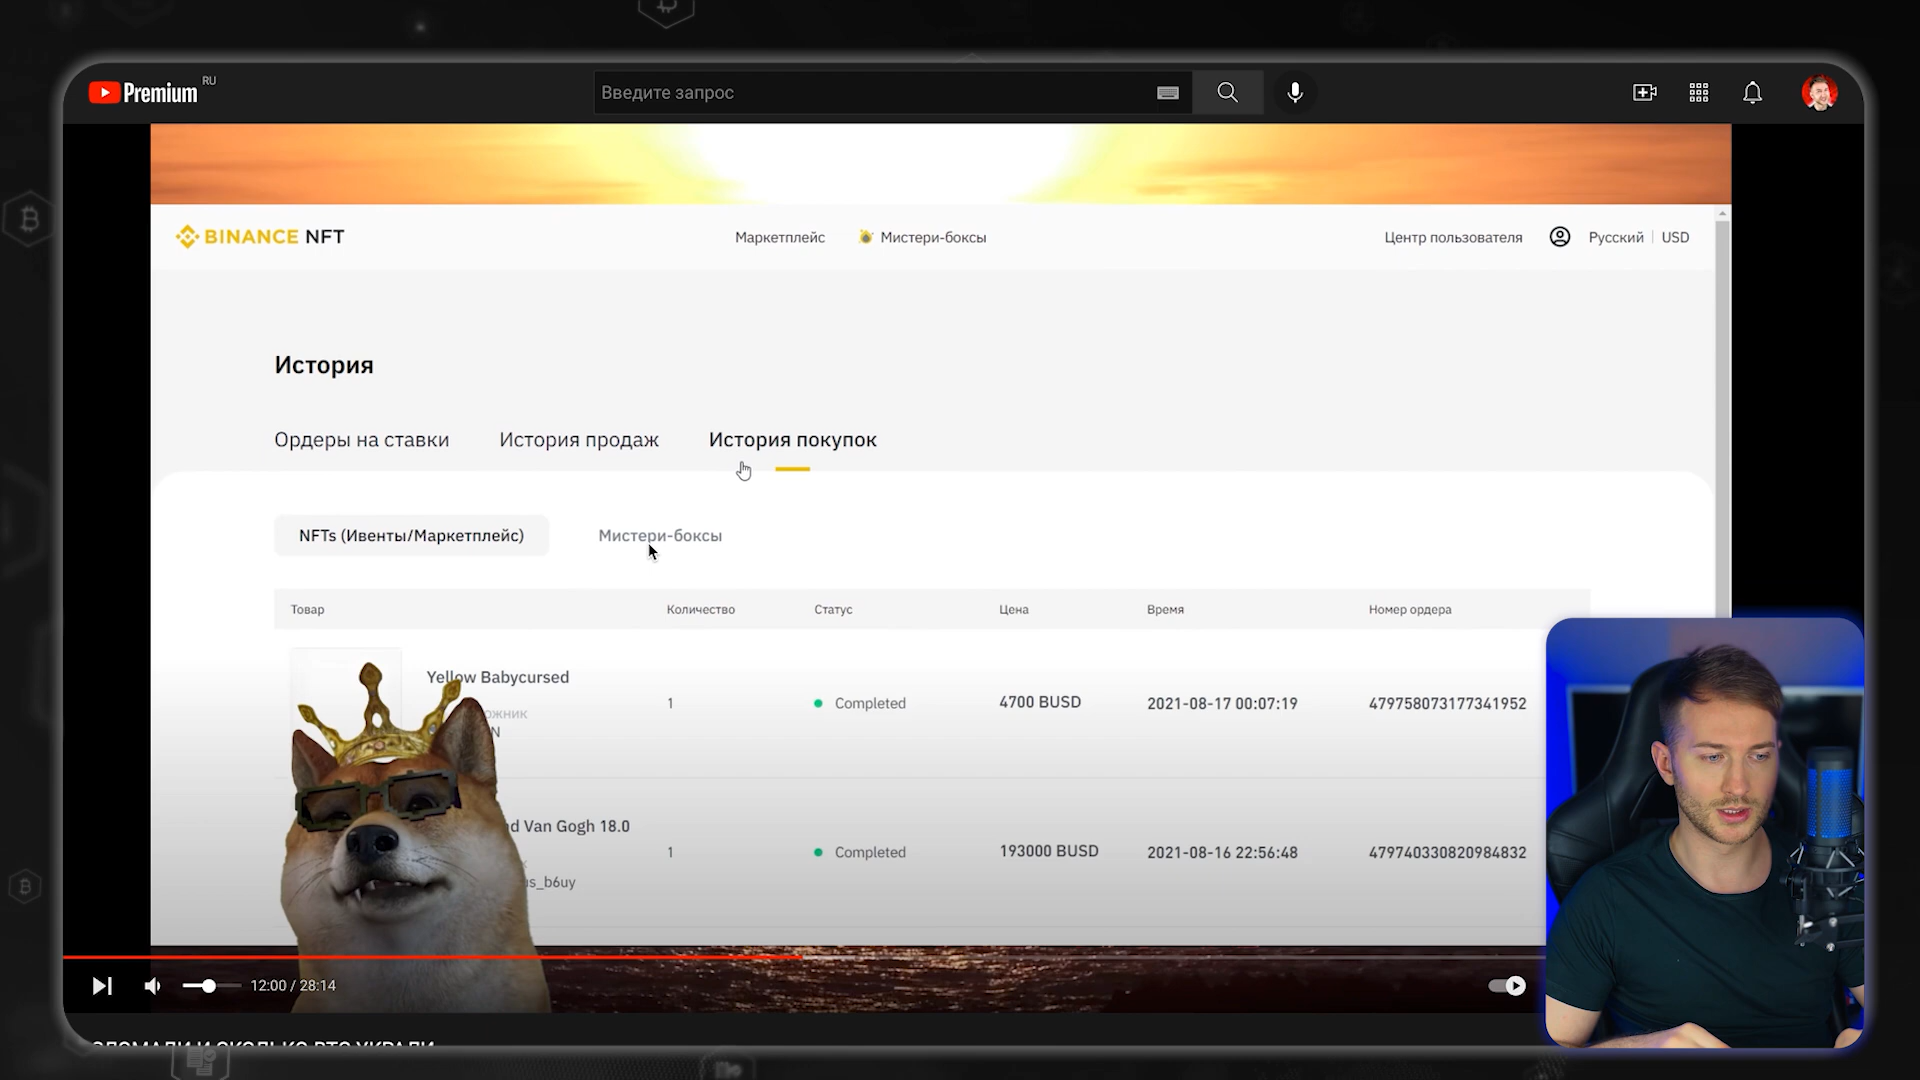 Premium RU
Введите запрос
BINANCE NFT
Маркетплейс
Мистери-боксы
Центр пользователя
Русский
USD
История
Ордеры на ставки
История продаж
История покупок
NFTs (Ивенты/Маркетплейс)
Мистери-боксы
Товар
Количество
Статус
Цена
Время
Номер ордера
Yellow Babycursed
1
Completed
4700 BUSD
2021-08-17 00:07:19
479758073177341952
Van Gogh 18.0
1
Completed
193000 BUSD
2021-08-16 22:56:48
479740330820984832
12:00 / 28:14
И СКОЛЬКО BTC УКРАЛИ